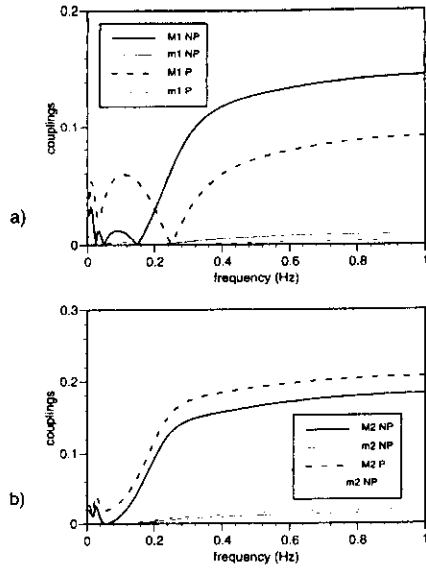 0.2
M1 NP
m1 NP
M1 P
m1 P
couplings
0.1
a)
0
0 0.2 0.4 0.6 0.8 1
frequency (Hz)
0.3
couplings
0.2
0.1
M2 NP
m2 NP
M2 P
m2 NP
b)
0
0 0.2 0.4 0.6 0.8 1
frequency (Hz)